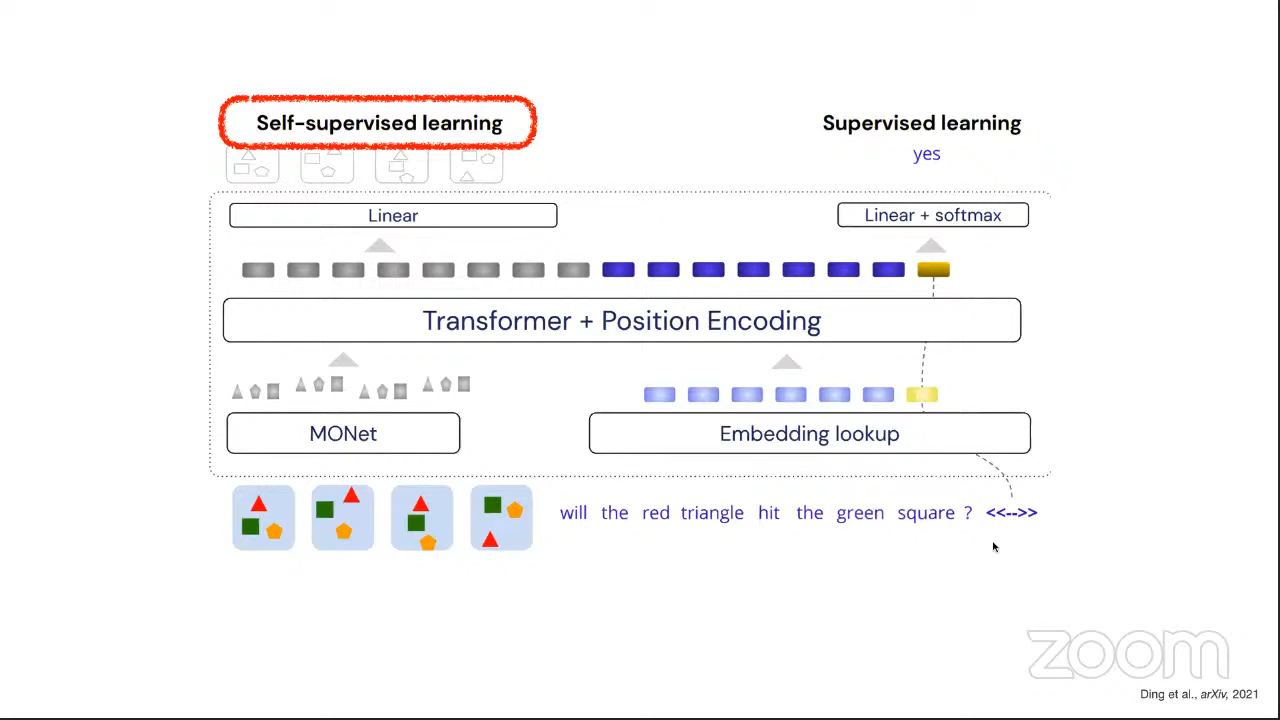 Self-supervised learning
Supervised learning
yes
Linear
Linear + softmax
Transformer + Position Encoding
MONet
Embedding lookup
will the red triangle hit the green square ? <<-->>
zoom
Ding et al., arXiv, 2021